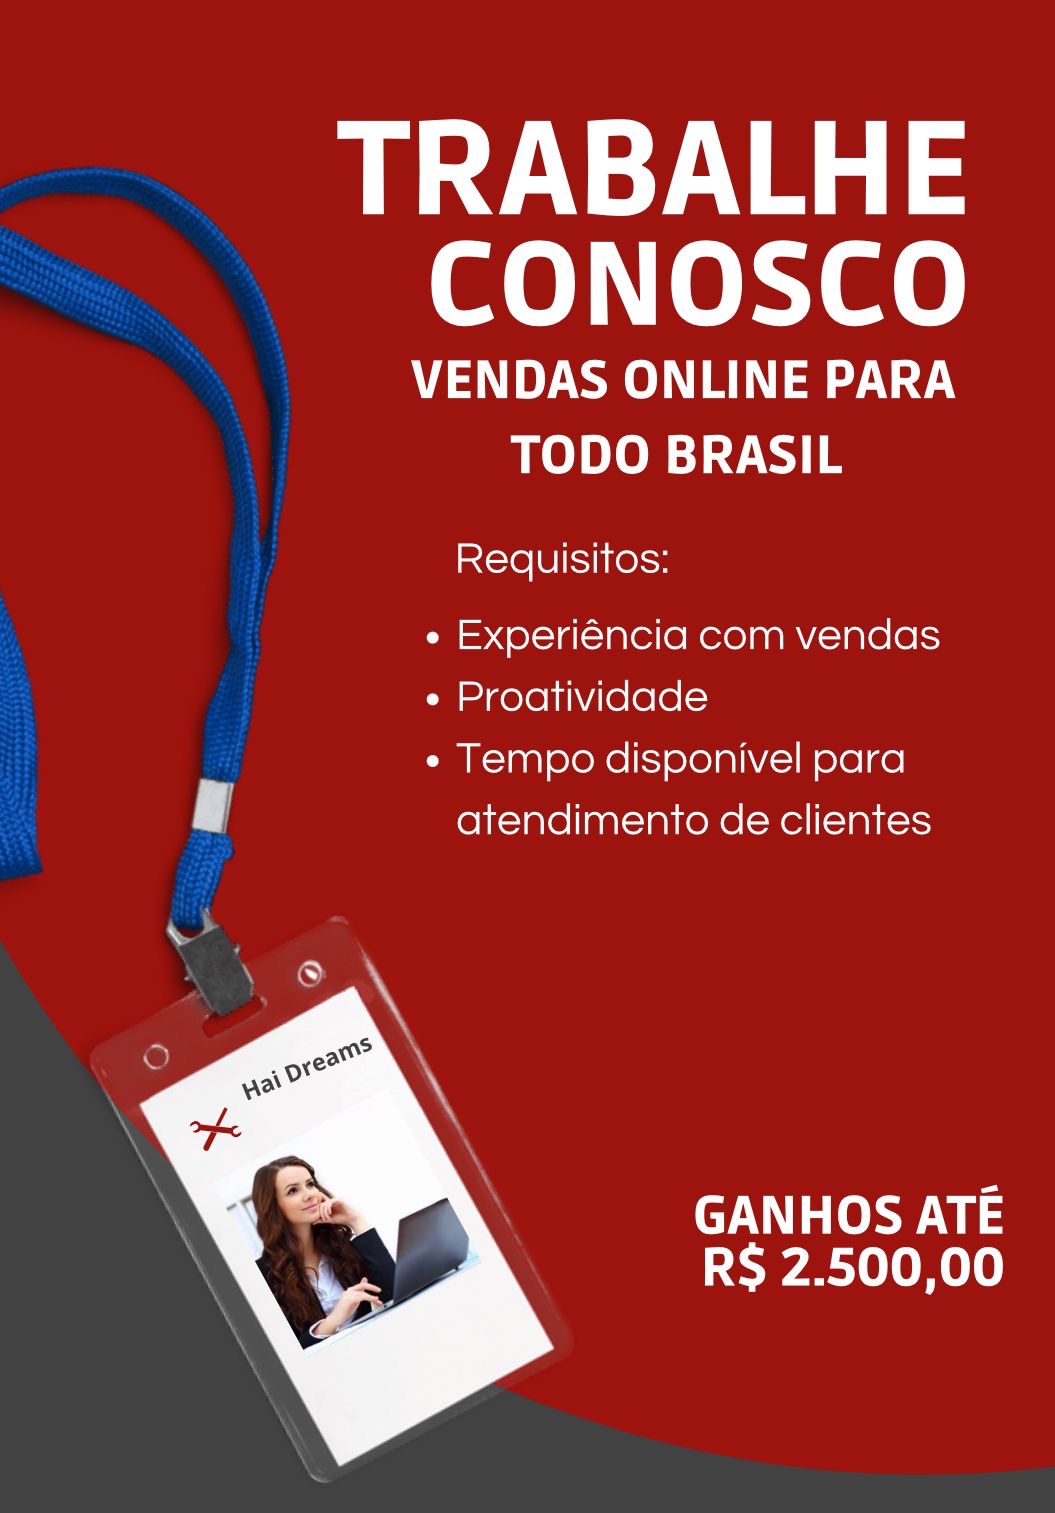 TRABALHE
CONOSCO
VENDAS ONLINE PARA
TODO BRASIL
Requisitos:
• Experiência com vendas
• Proatividade
• Tempo disponível para
atendimento de clientes
Hai Dreams
GANHOS ATÉ
R$ 2.500,00